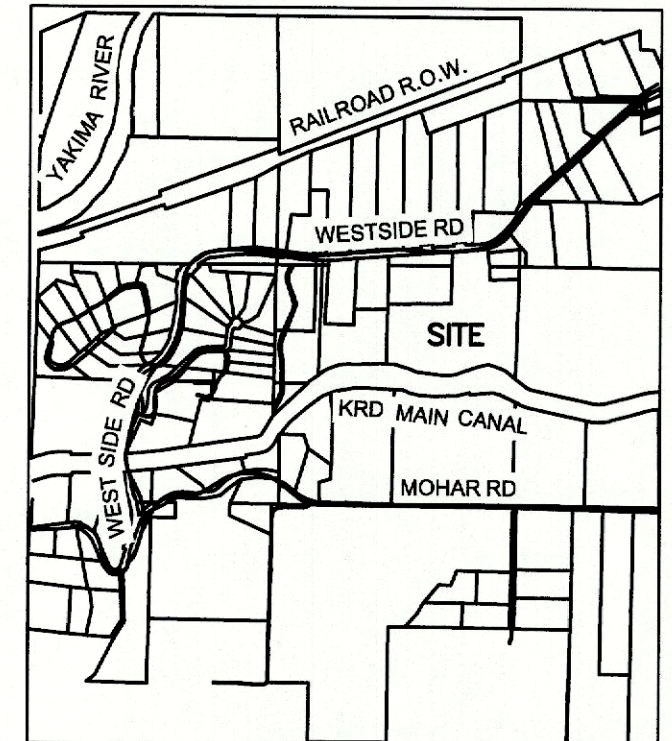 YAKIMA RIVER
RAILROAD R.O.W.
WESTSIDE RD
SITE
WEST SIDE RD
KRD MAIN CANAL
MOHAR RD